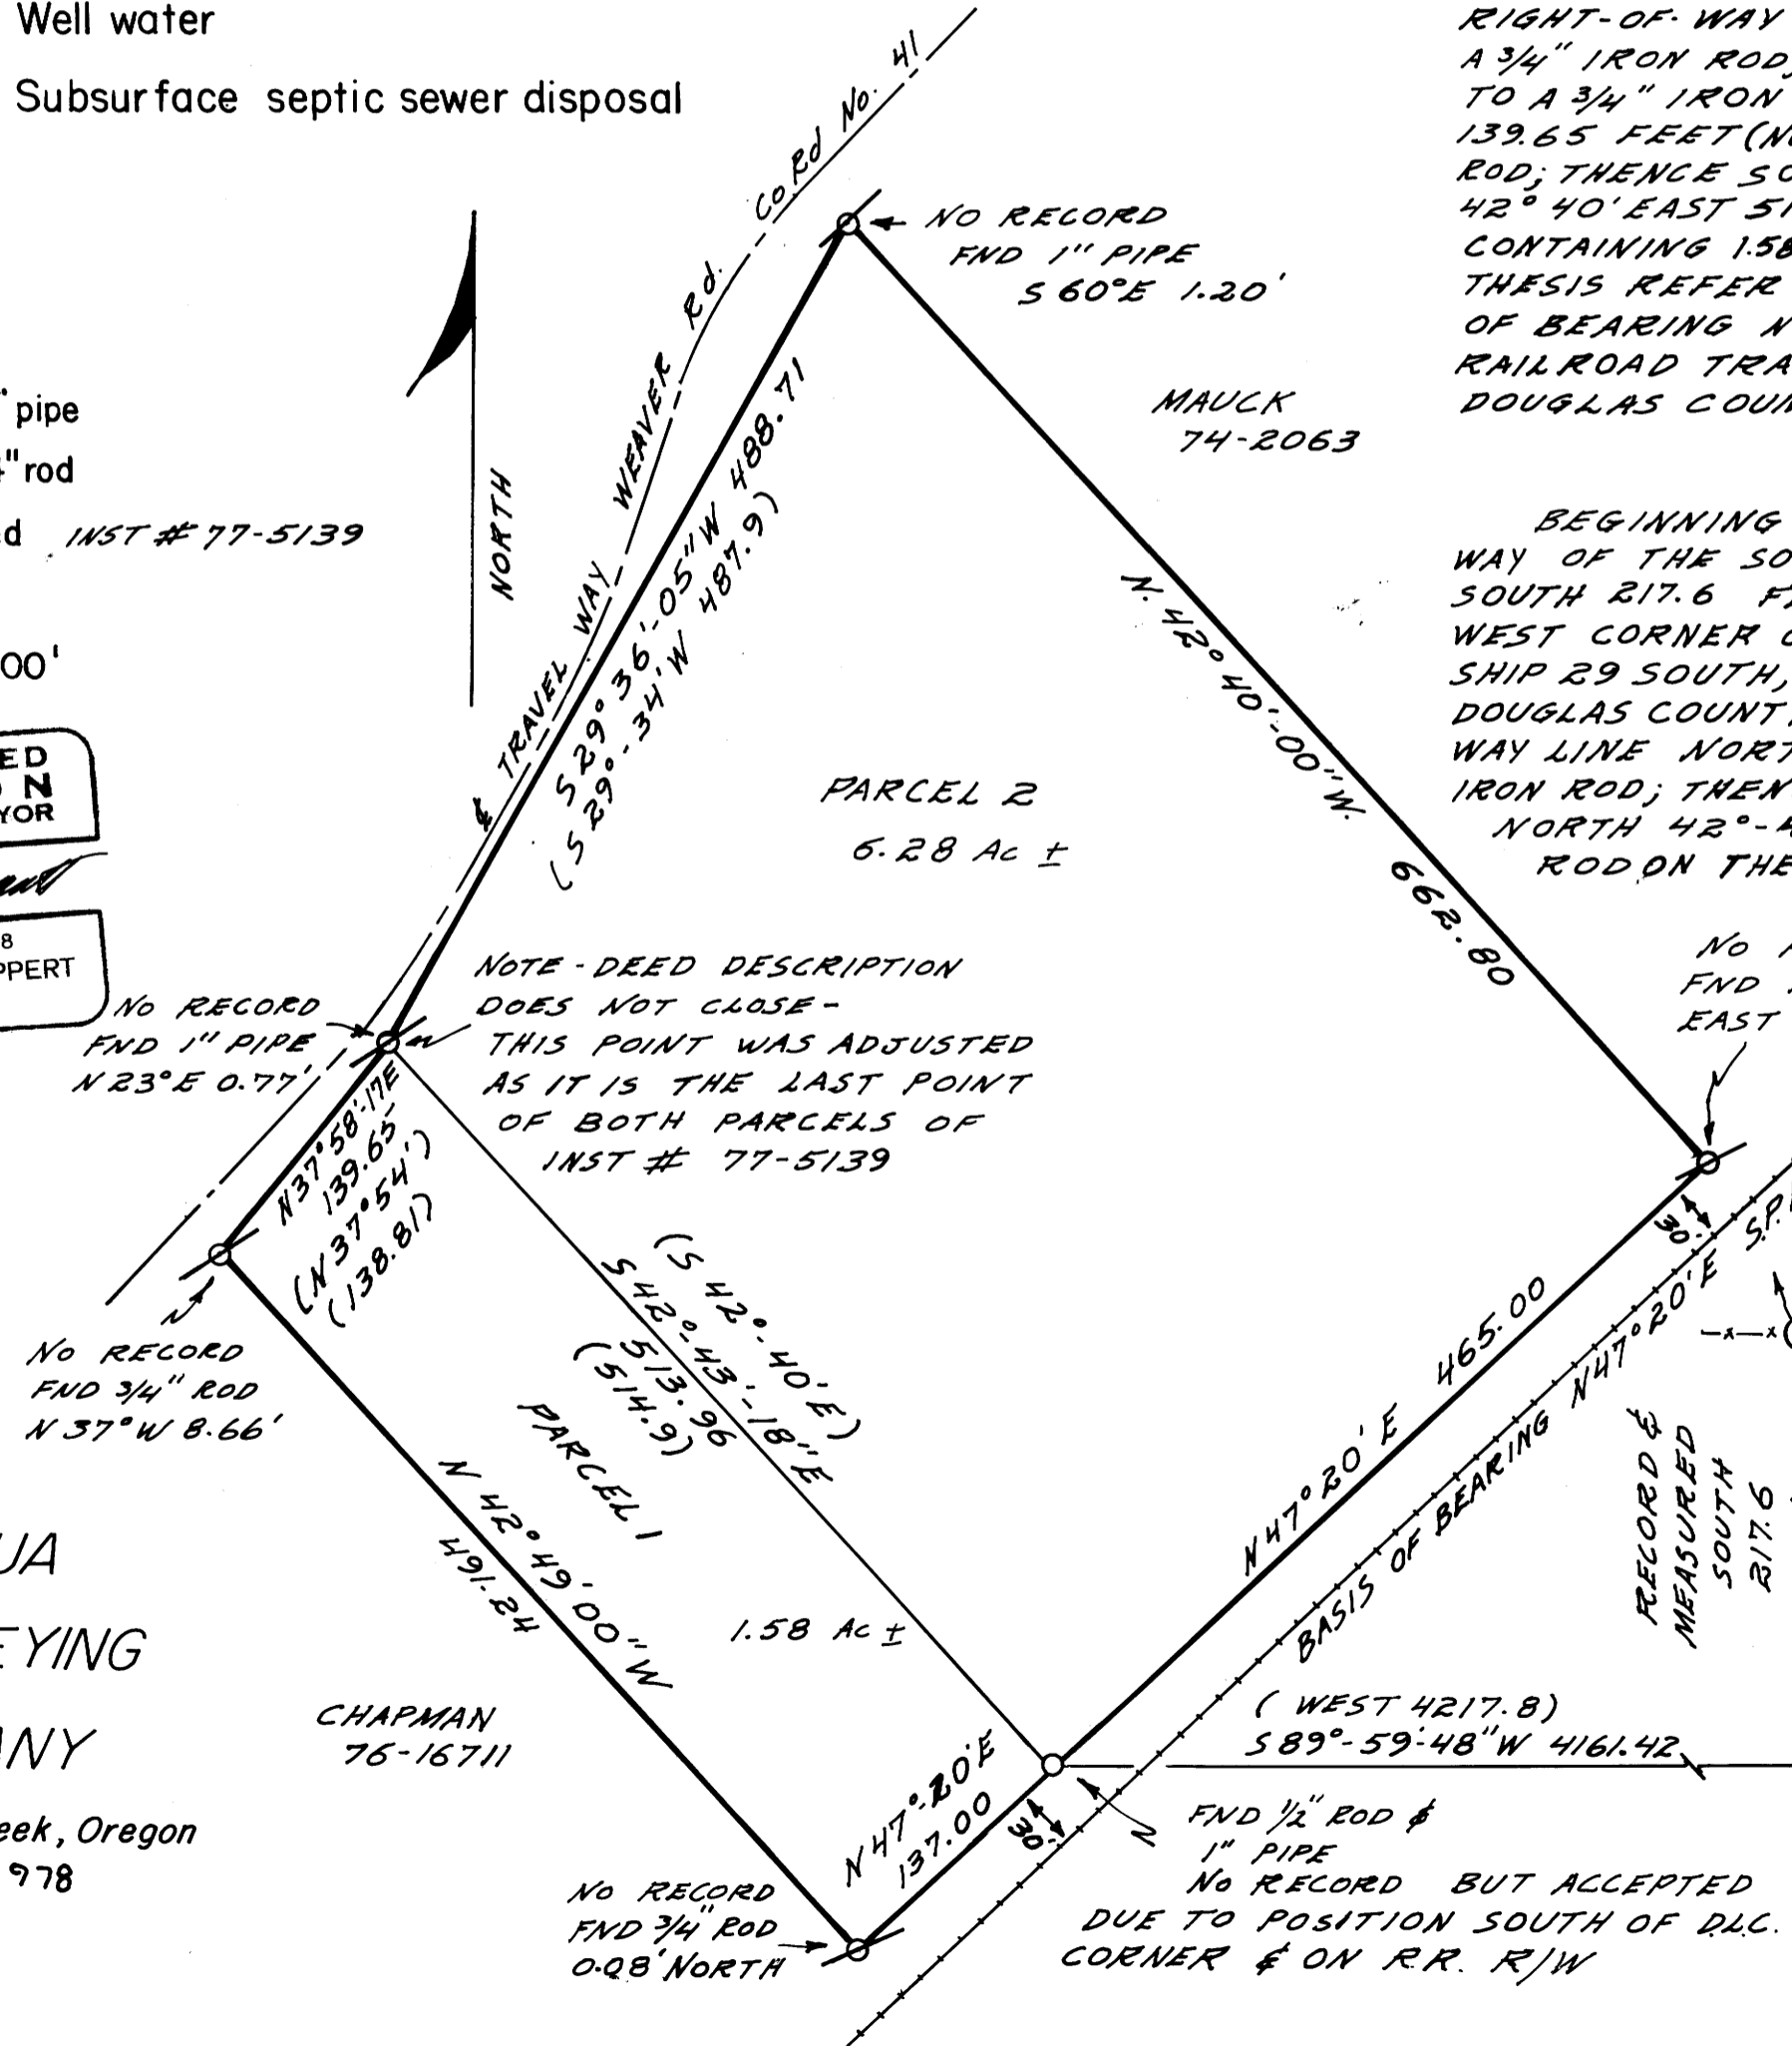 Well water
Subsurface septic sewer disposal
pipe
rod
INST # 77-5139
00'
ED
ON
YOR
8
PPERT
NORTH
CO Rd No. 41
WEAVER Rd.
TRAVEL WAY
NO RECORD
FND 1" PIPE
S 60°E 1.20'
MAUCK
74-2063
S 29° 36'-05" W 488.71
(S 29°-34' W 487.9)
N. 42° 40'-00" W. 662.80
PARCEL 2
6.28 Ac ±
RIGHT-OF-WAY
A 3/4" IRON ROD;
TO A 3/4" IRON
139.65 FEET (N
ROD; THENCE SO
42° 40' EAST 51
CONTAINING 1.58
THESIS REFER
OF BEARING N
RAILROAD TRA
DOUGLAS COUN
BEGINNING
WAY OF THE SO
SOUTH 217.6 F
WEST CORNER
SHIP 29 SOUTH,
DOUGLAS COUNT
WAY LINE NORT
IRON ROD; THEN
NORTH 42°-4
ROD ON THE
NO
FND
EAST
NO RECORD
FND 1" PIPE
N 23°E 0.77'
NOTE - DEED DESCRIPTION
DOES NOT CLOSE -
THIS POINT WAS ADJUSTED
AS IT IS THE LAST POINT
OF BOTH PARCELS OF
INST # 77-5139
N37°58'-17E
139.65
(N37°54')
(138.81)
NO RECORD
FND 3/4" ROD
N 37°W 8.66'
(S 42°-40'E)
S 42°-43'-18"E
513.96
(514.9)
PARCEL 1
1.58 Ac ±
N 42°49'00" W
491.24
CHAPMAN
76-16711
N47°20'E 465.00
30'
S.P.
BASIS OF BEARING N47°20'E
RECORD &
MEASURED
SOUTH
217.6
(WEST 4217.8)
S 89°-59'-48" W 4161.42
N47°-20'E
137.00
30'
FND 1/2" ROD &
1" PIPE
NO RECORD BUT ACCEPTED
DUE TO POSITION SOUTH OF D.L.C.
CORNER & ON R.R. R/W
NO RECORD
FND 3/4" ROD
0.08' NORTH
UA
EYING
ANY
eek, Oregon
978